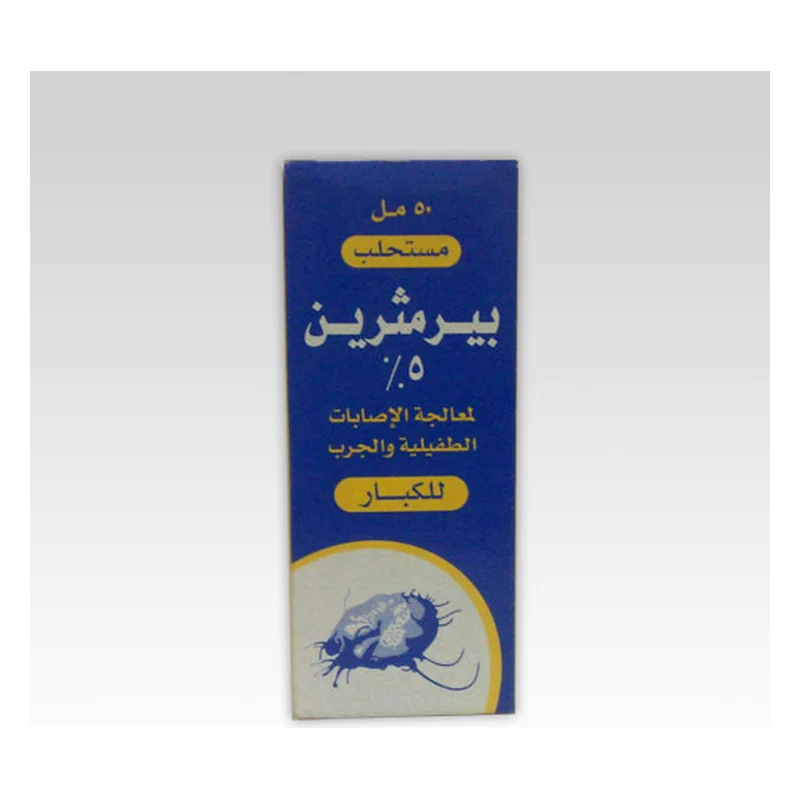 ٥٠ مل
مستحلب
بيرمثرين
٥٪
لمعالجة الإصابات
الطفيلية والجرب
للكبار